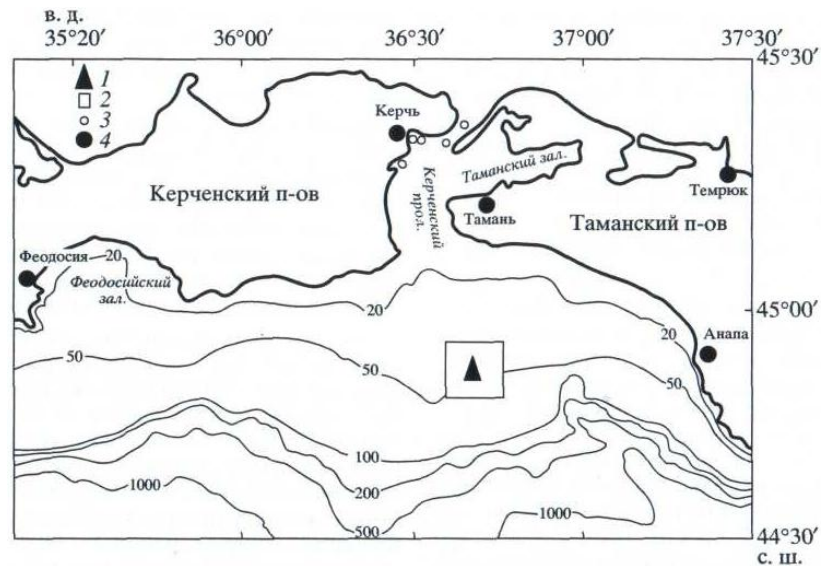 в. д.
35°20′ 36°00′ 36°30′ 37°00′ 37°30′
45°30′
1
2
3
4
Керчь
Керченский
прол.
Таманский зал.
Керченский п-ов
Тамань
Темрюк
Таманский п-ов
Феодосия
20
Феодосийский
зал.
20
20
45°00′
Анапа
50
50
50
100
200
500
1000
1000
44°30′
с. ш.